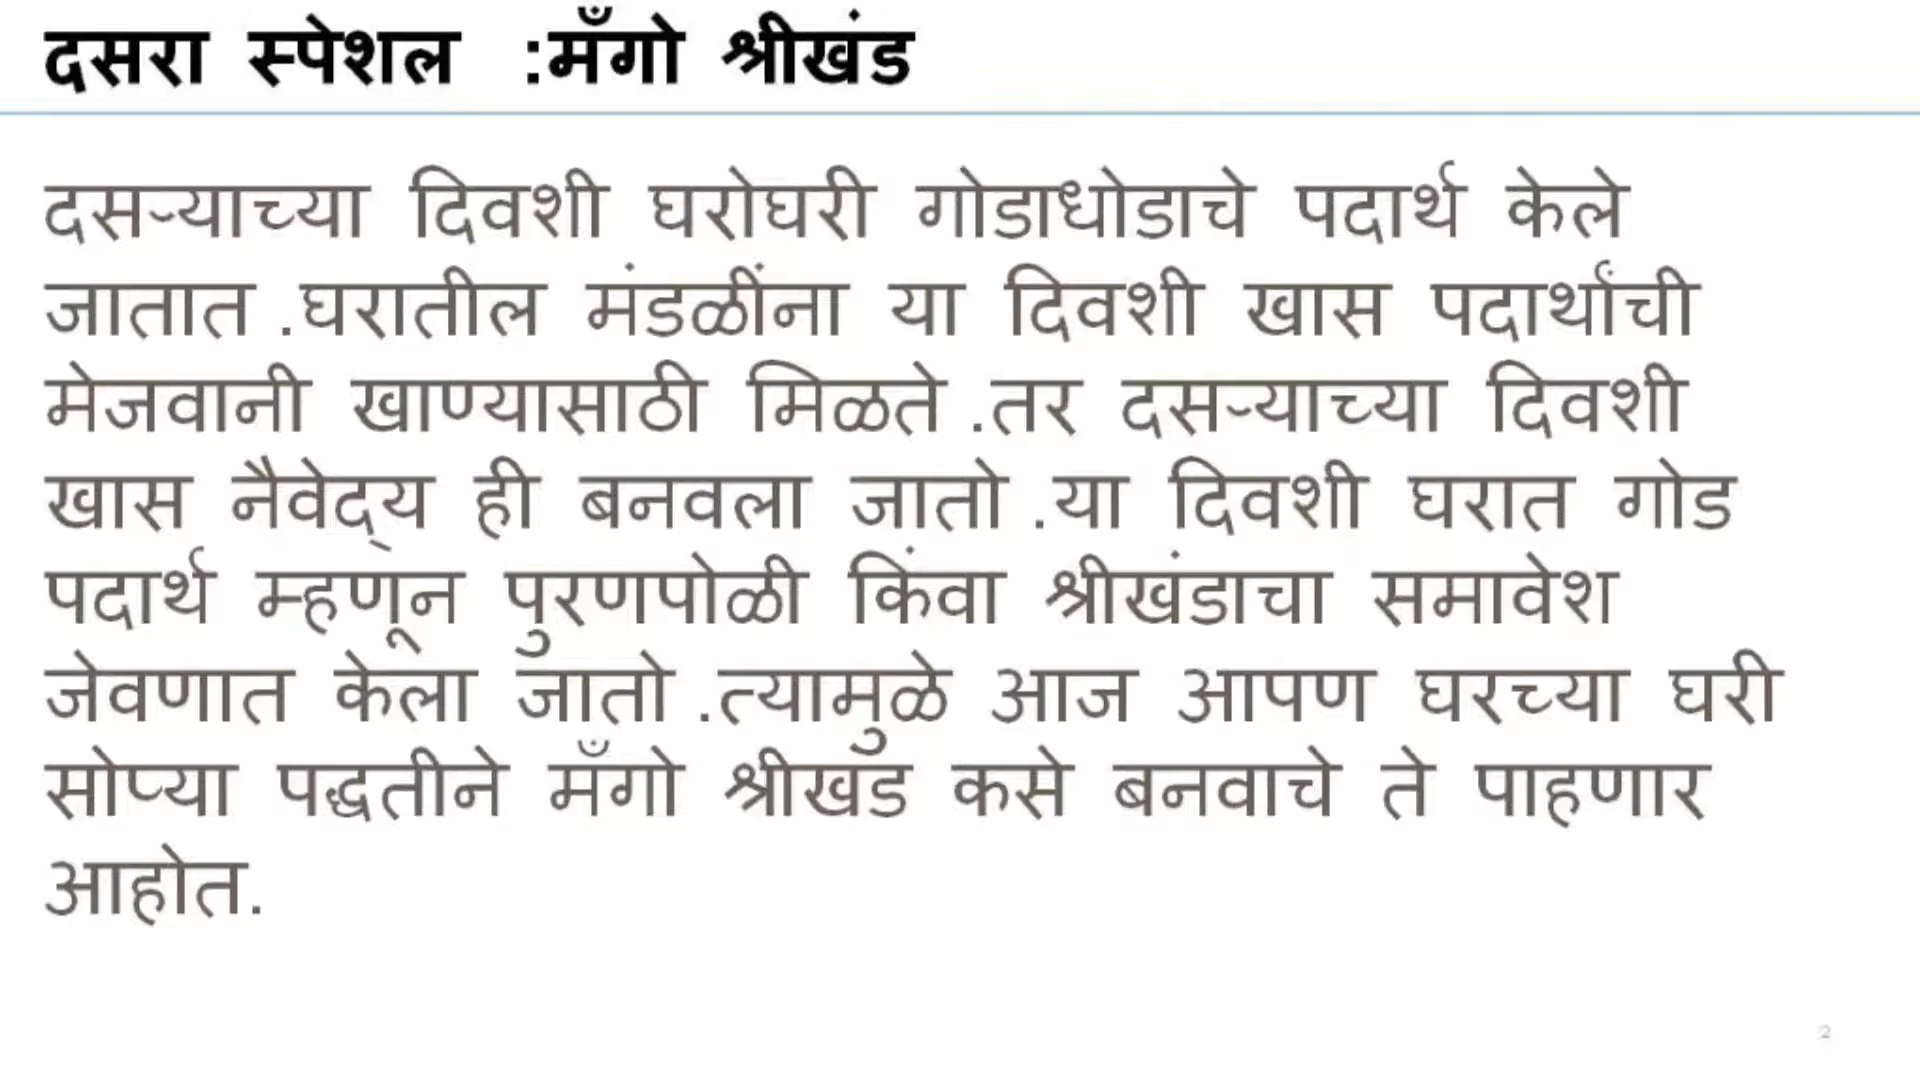 दसरा स्पेशल :मँगो श्रीखंड
दसऱ्याच्या दिवशी घरोघरी गोडाधोडाचे पदार्थ केले
जातात .घरातील मंडळींना या दिवशी खास पदार्थांची
मेजवानी खाण्यासाठी मिळते .तर दसऱ्याच्या दिवशी
खास नैवेद्य ही बनवला जातो .या दिवशी घरात गोड
पदार्थ म्हणून पुरणपोळी किंवा श्रीखंडाचा समावेश
जेवणात केला जातो .त्यामुळे आज आपण घरच्या घरी
सोप्या पद्धतीने मँगो श्रीखंड कसे बनवाचे ते पाहणार
आहोत.
2